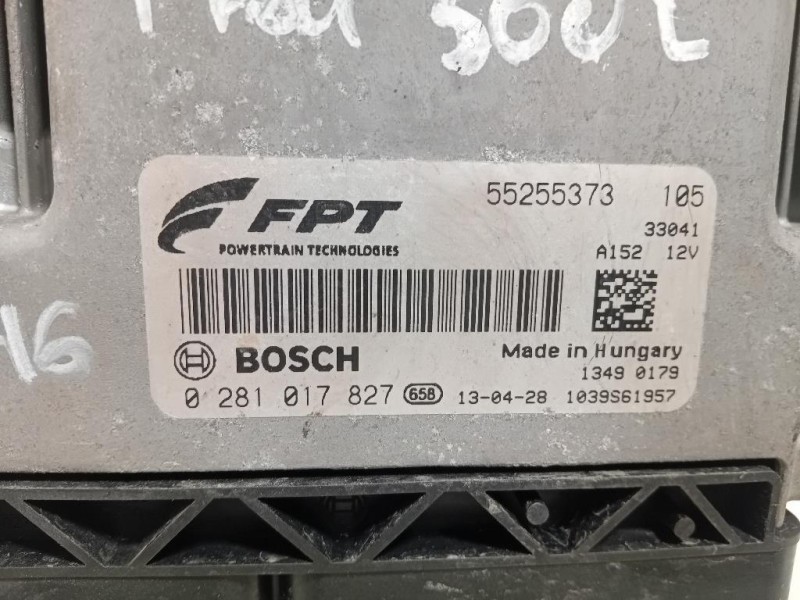 500L
55255373 105
FPT
33041
POWERTRAIN TECHNOLOGIES
A152 12V
BOSCH
Made in Hungary
1349 0179
0 281 017 827 658 13-04-28 1039S61957